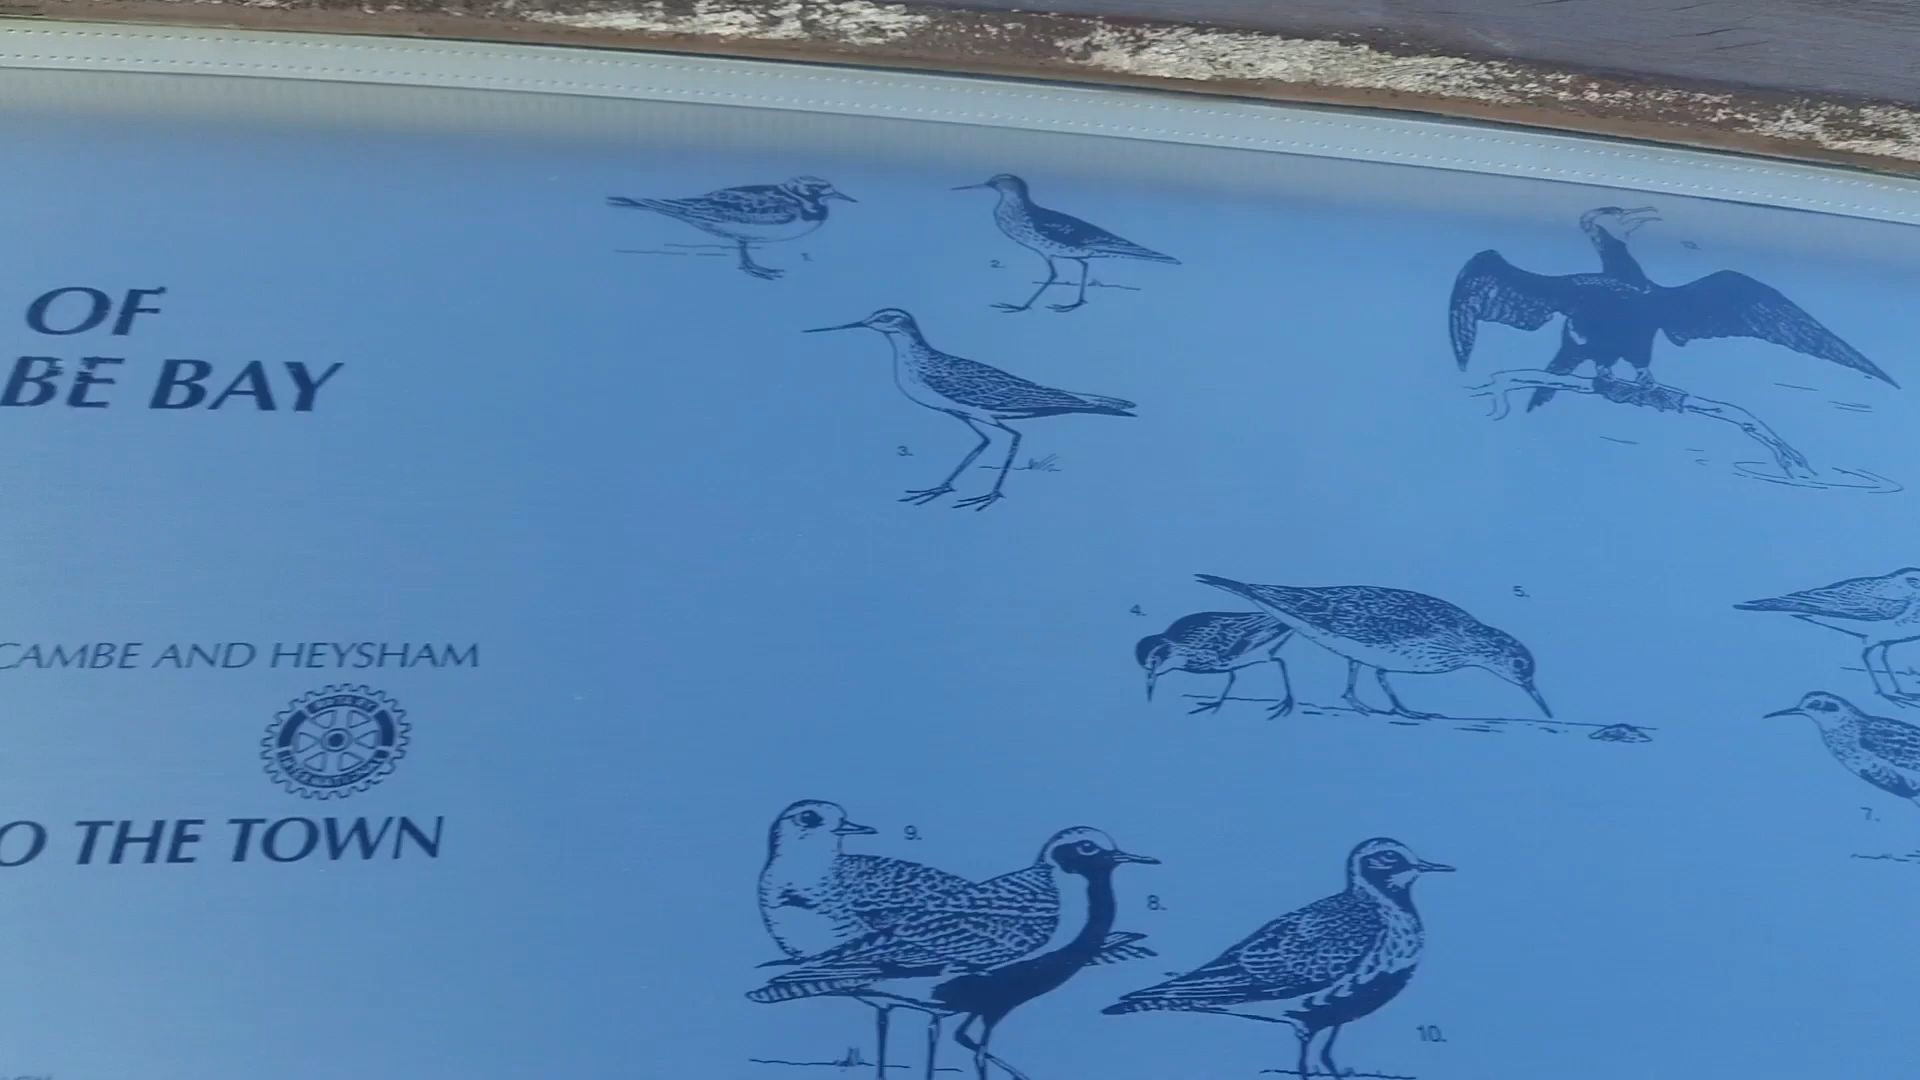 OF
BE BAY
CAMBE AND HEYSHAM
O THE TOWN
1.
2.
3.
4.
5.
7.
9.
8.
10.